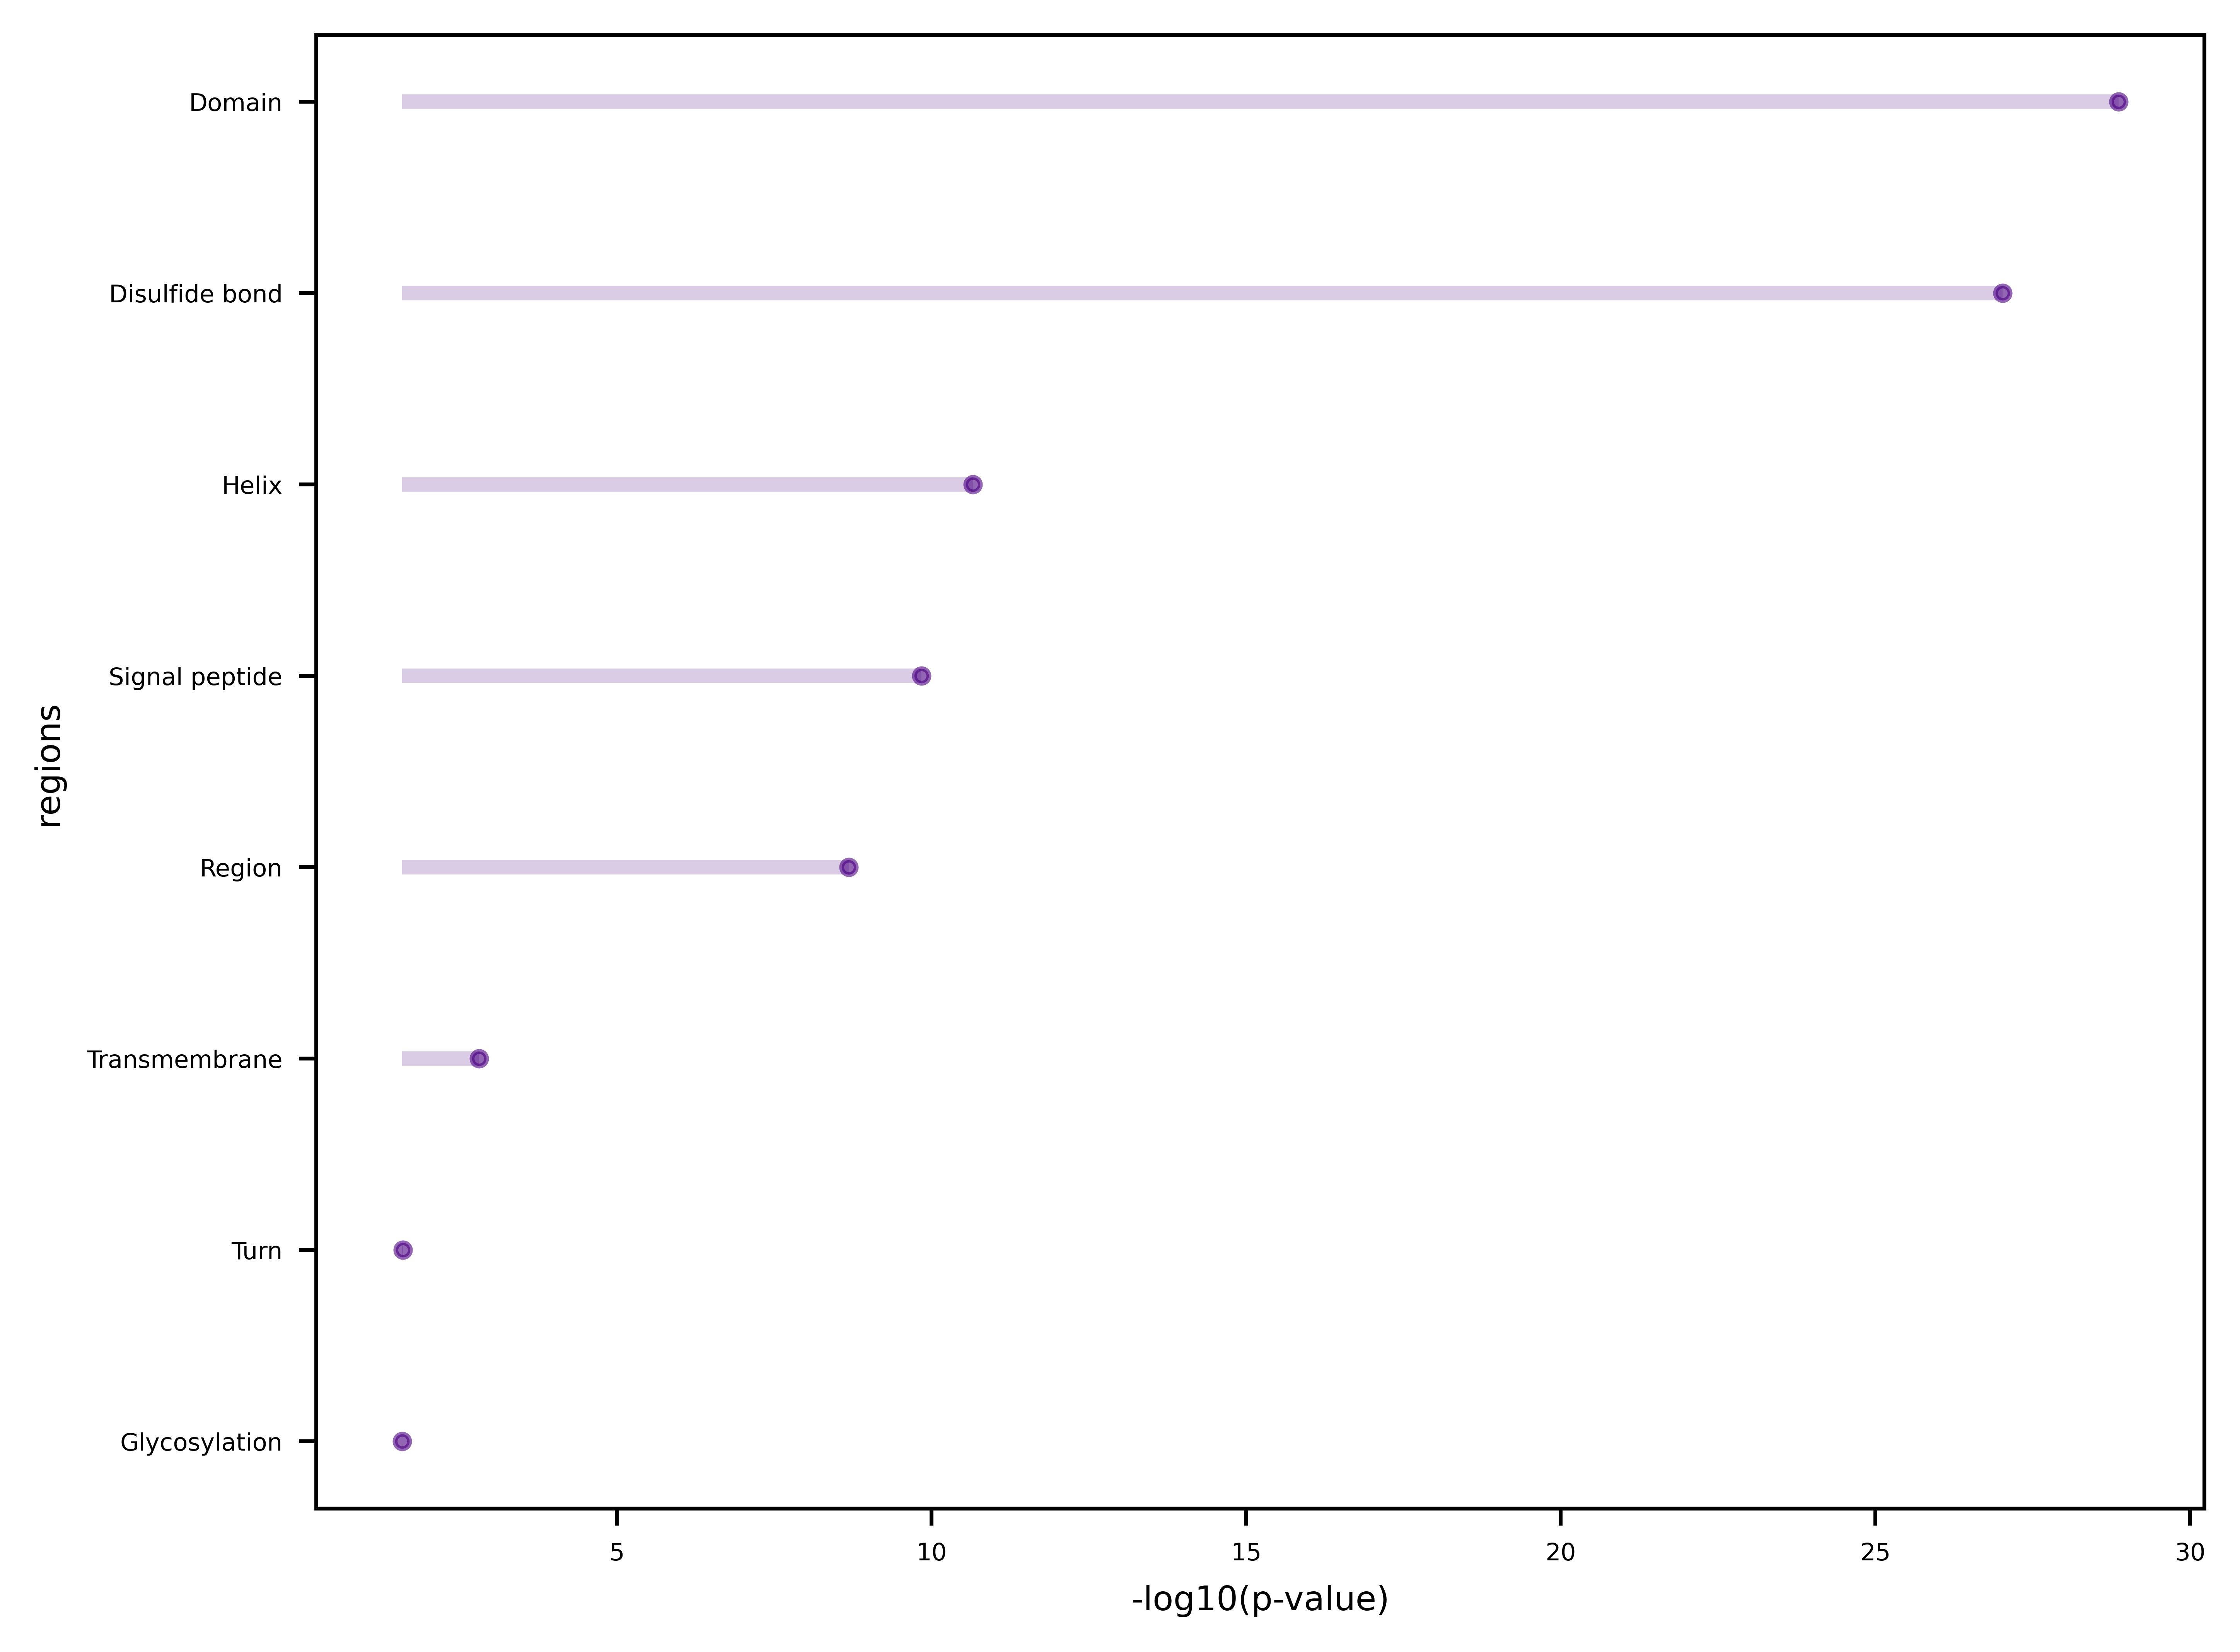 Domain
Disulfide bond
Helix
Signal peptide
Region
Transmembrane
Turn
Glycosylation
regions
5 10 15 20 25 30
-log10(p-value)